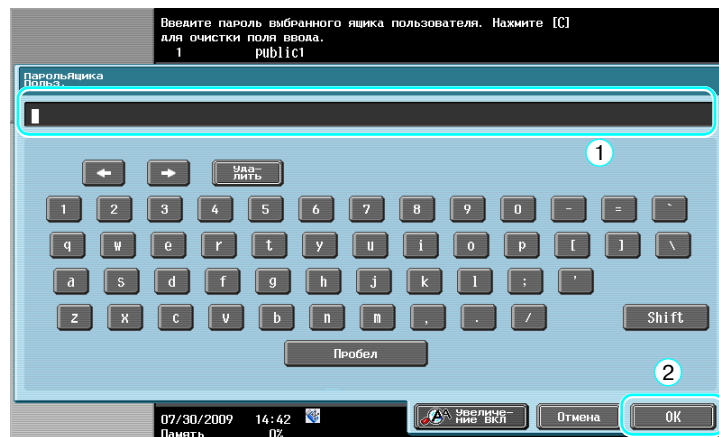 Введите пароль выбранного ящика пользователя. Нажмите [C]
для очистки поля ввода.
1 public1
ПарольЯщика
Польз.
1
← → Уда-
лить
1 2 3 4 5 6 7 8 9 0 - = `
q w e r t y u i o p [ ] \
a s d f g h j k l ; '
z x c v b n m , . / Shift
Пробел
2
Увеличе-
ние ВКЛ Отмена OK
07/30/2009 14:42
Память 0%